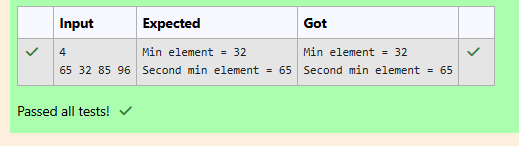 Input Expected Got
4 Min element = 32 Min element = 32
65 32 85 96 Second min element = 65 Second min element = 65
Passed all tests!